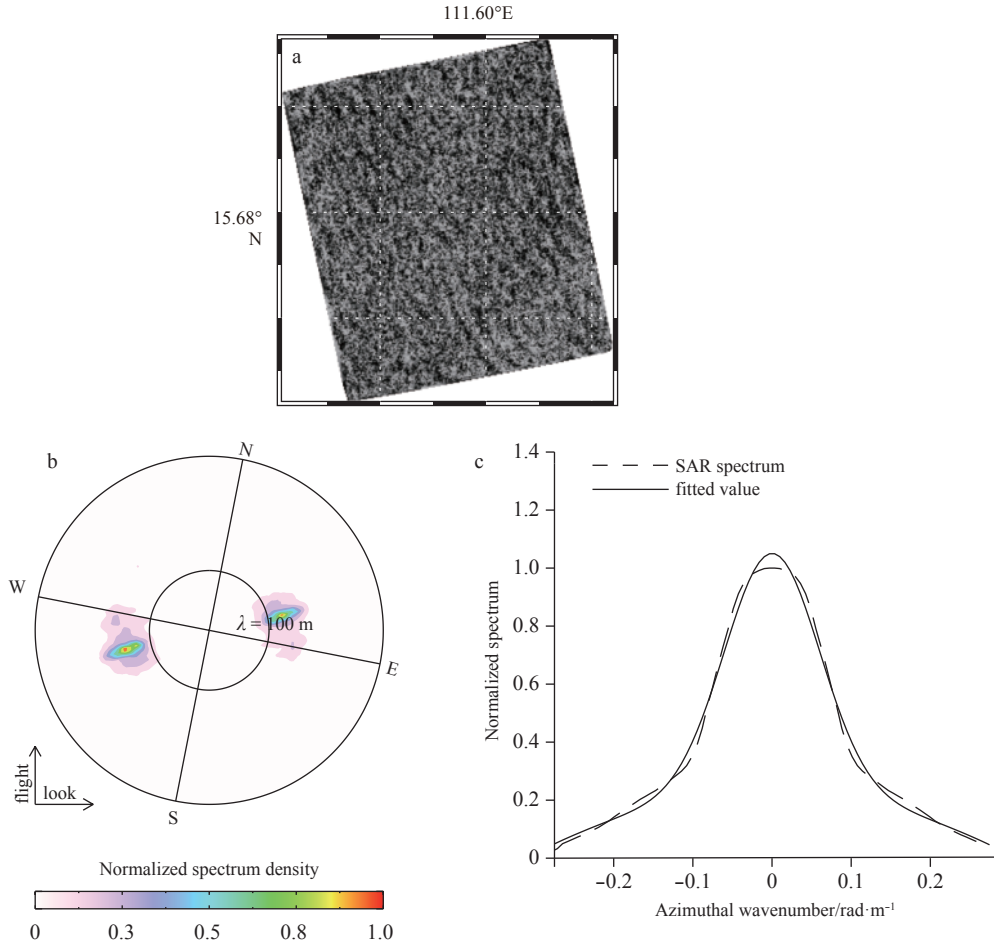 111.60°E
a
15.68°
N
b
N
W
λ = 100 m
E
S
flight
look
Normalized spectrum density
0 0.3 0.5 0.8 1.0
c
1.4
1.2
1.0
0.8
0.6
0.4
0.2
0
Normalized spectrum
SAR spectrum
fitted value
−0.2 −0.1 0 0.1 0.2
Azimuthal wavenumber/rad·m⁻¹